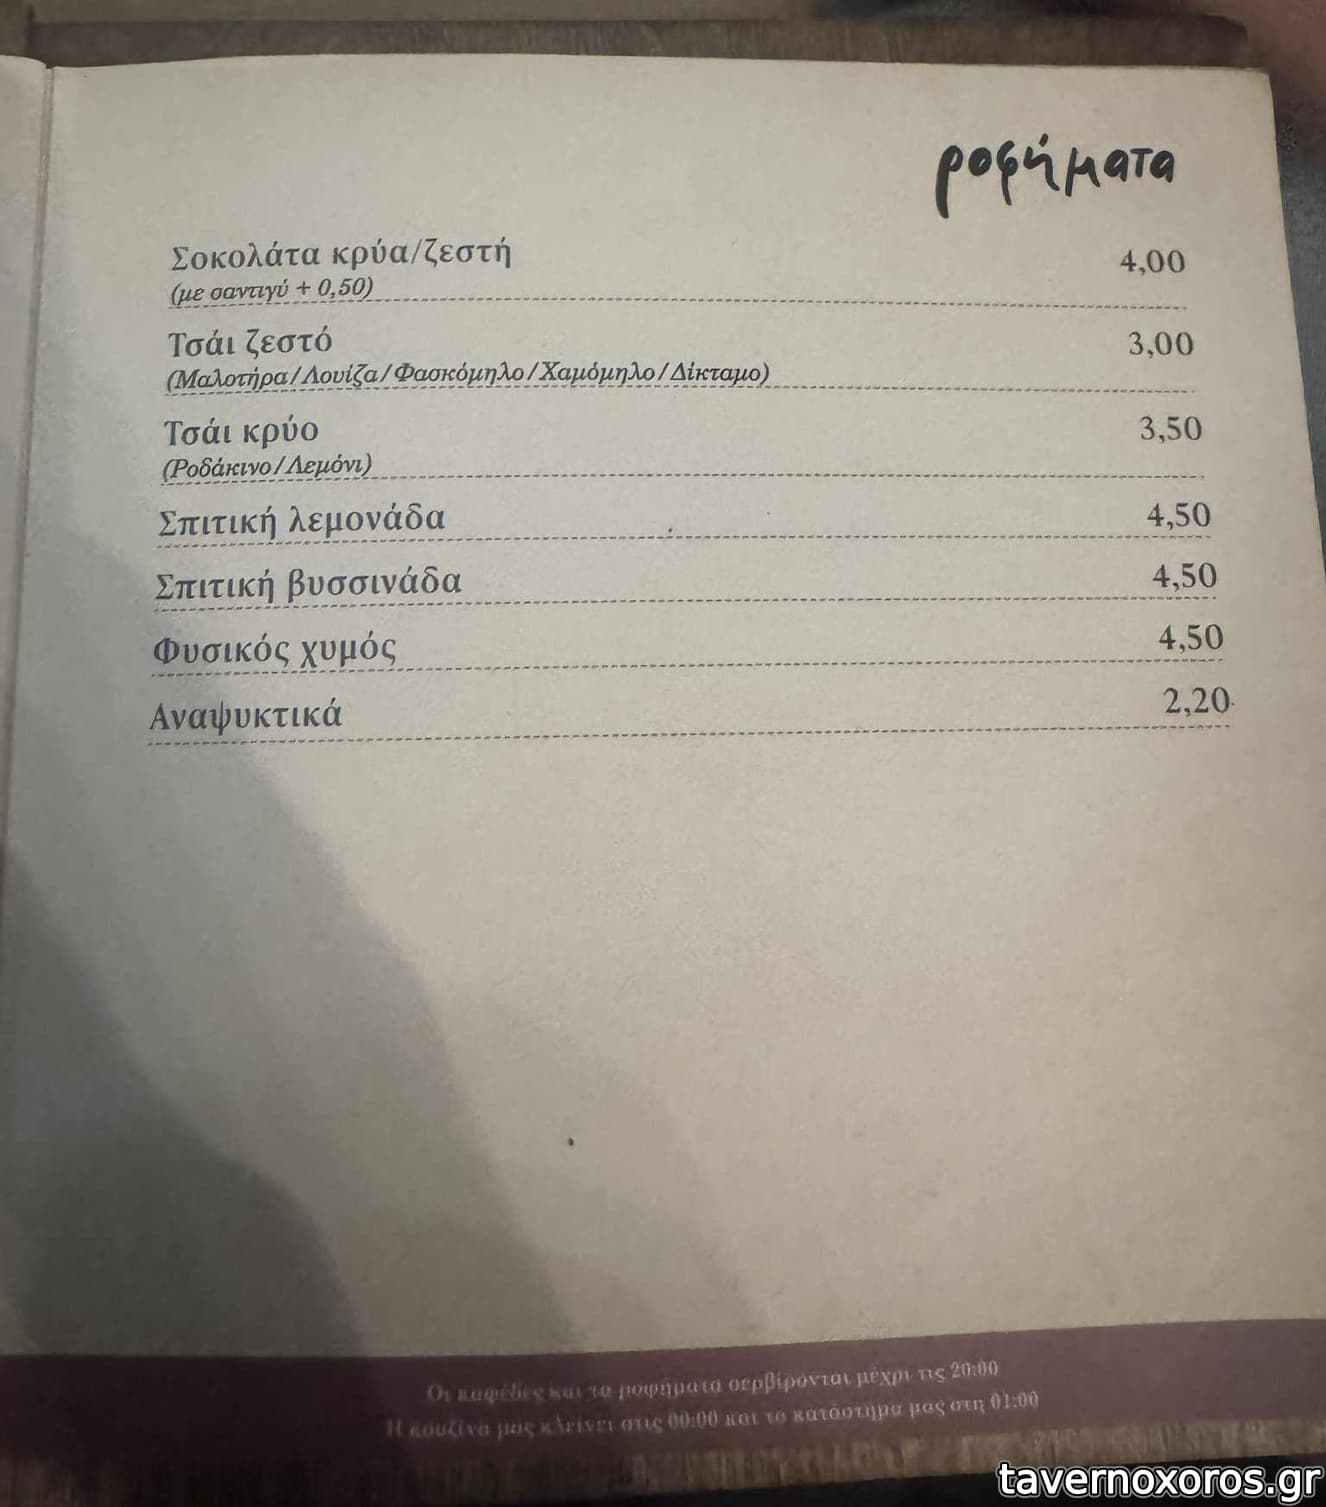 ροφήματα
Σοκολάτα κρύα/ζεστή 4,00
(με σαντιγύ + 0,50)
Τσάι ζεστό 3,00
(Μαλοτήρα/Λουίζα/Φασκόμηλο/Χαμόμηλο/Δίκταμο)
Τσάι κρύο 3,50
(Ροδάκινο/Λεμόνι)
Σπιτική λεμονάδα 4,50
Σπιτική βυσσινάδα 4,50
Φυσικός χυμός 4,50
Αναψυκτικά 2,20
Οι καφέδες και τα ροφήματα σερβίρονται μέχρι τις 20:00
Η κουζίνα μας κλείνει στις 00:00 και το κατάστημα μας στη 01:00
tavernoxoros.gr